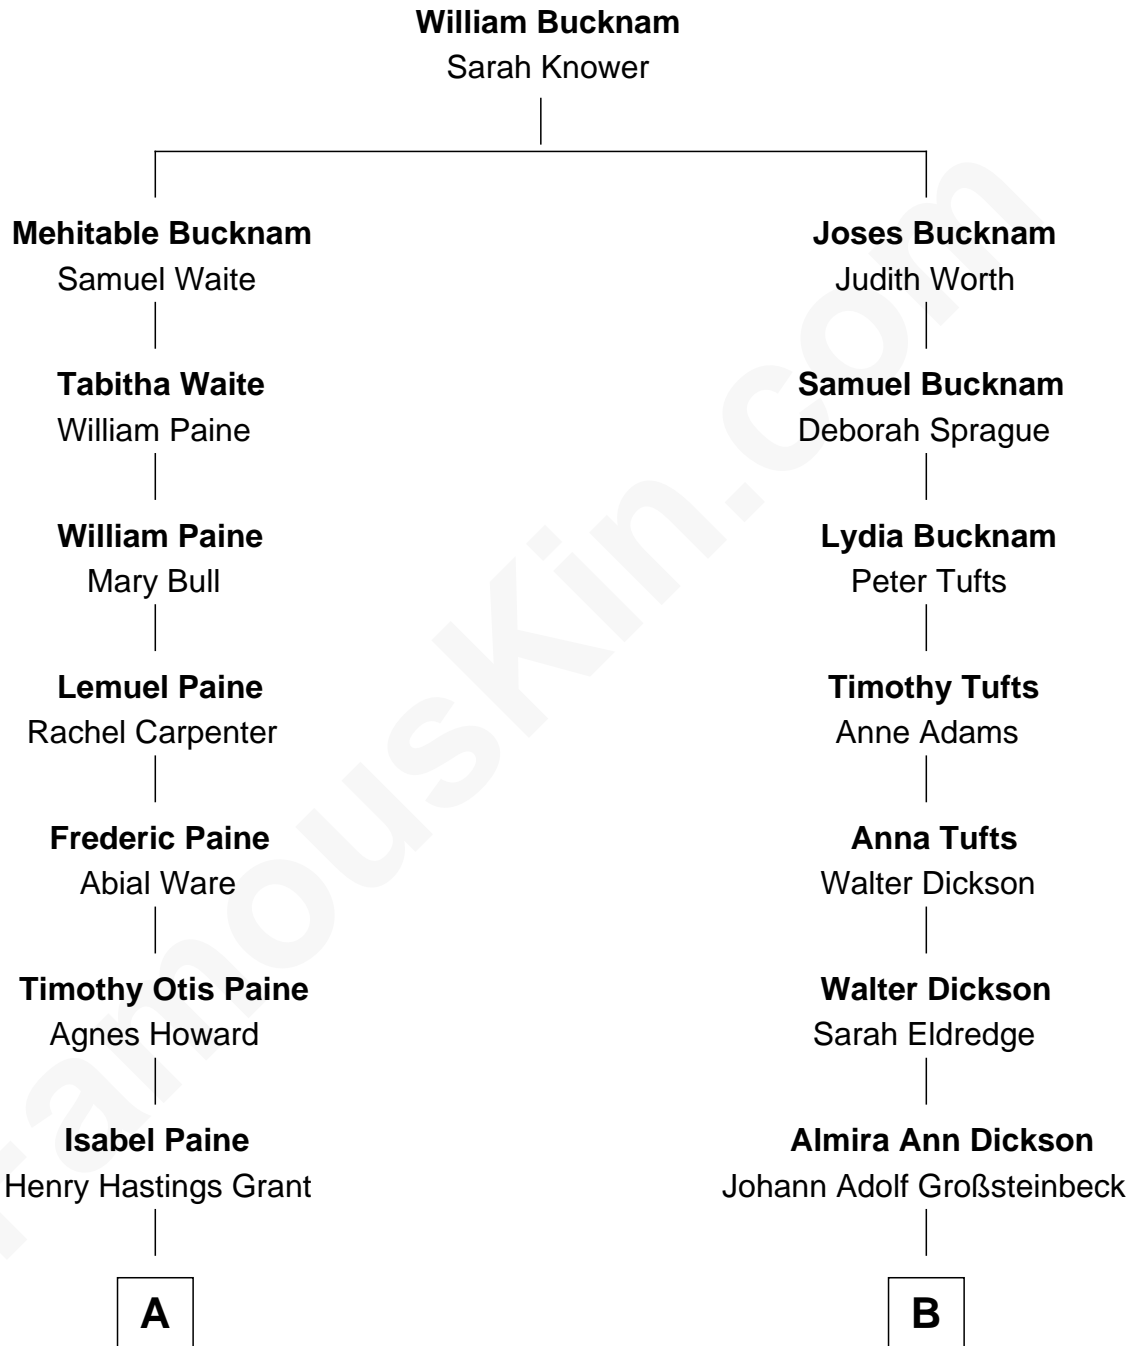 William Bucknam
Sarah Knower
Mehitable Bucknam
Samuel Waite
Tabitha Waite
William Paine
William Paine
Mary Bull
Lemuel Paine
Rachel Carpenter
Frederic Paine
Abial Ware
Timothy Otis Paine
Agnes Howard
Isabel Paine
Henry Hastings Grant
A
Joses Bucknam
Judith Worth
Samuel Bucknam
Deborah Sprague
Lydia Bucknam
Peter Tufts
Timothy Tufts
Anne Adams
Anna Tufts
Walter Dickson
Walter Dickson
Sarah Eldredge
Almira Ann Dickson
Johann Adolf Großsteinbeck
B
FamousKin.com